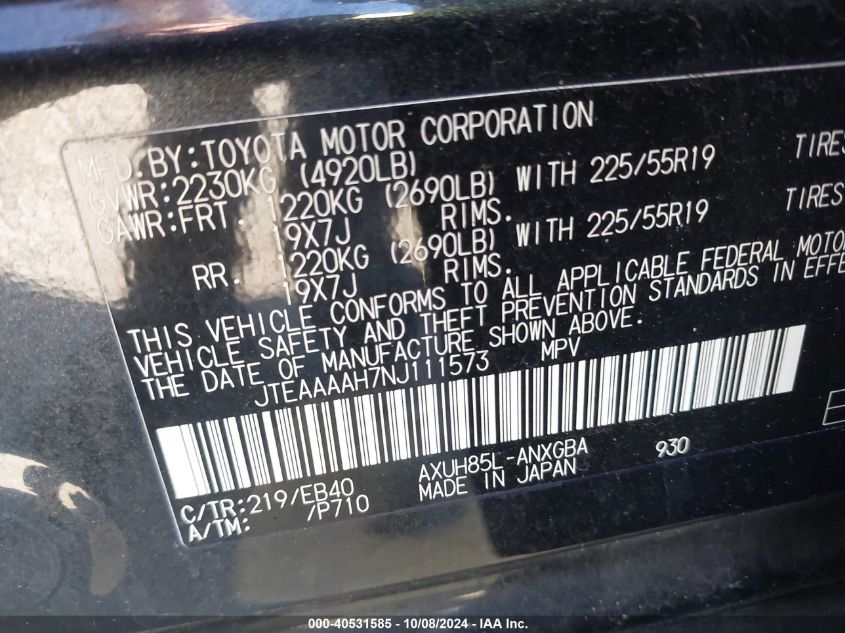 MFD.BY:TOYOTA MOTOR CORPORATION
GVWR:2230KG (4920LB)
GAWR:FRT. 1220KG (2690LB) WITH 225/55R19 TIRES
19X7J RIMS.
RR. 1220KG (2690LB) WITH 225/55R19 TIRES
19X7J RIMS.
THIS VEHICLE CONFORMS TO ALL APPLICABLE FEDERAL MOTOR
VEHICLE SAFETY AND THEFT PREVENTION STANDARDS IN EFFE
THE DATE OF MANUFACTURE SHOWN ABOVE.
JTEAAAAH7NJ111573 MPV
C/TR:219/EB40 AXUH85L-ANXGBA 930
A/TM: /P710 MADE IN JAPAN
000-40531585 - 10/08/2024 - IAA Inc.